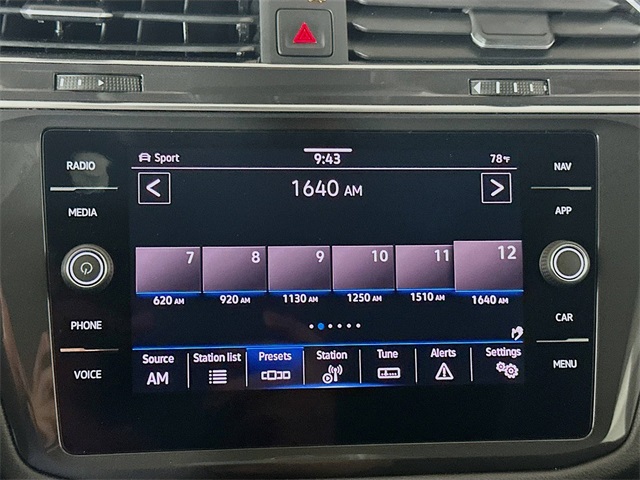 RADIO
MEDIA
PHONE
VOICE
Sport
9:43
78°F
1640 AM
7 8 9 10 11 12
620 AM 920 AM 1130 AM 1250 AM 1510 AM 1640 AM
Source Station list Presets Station Tune Alerts Settings
AM
NAV
APP
CAR
MENU